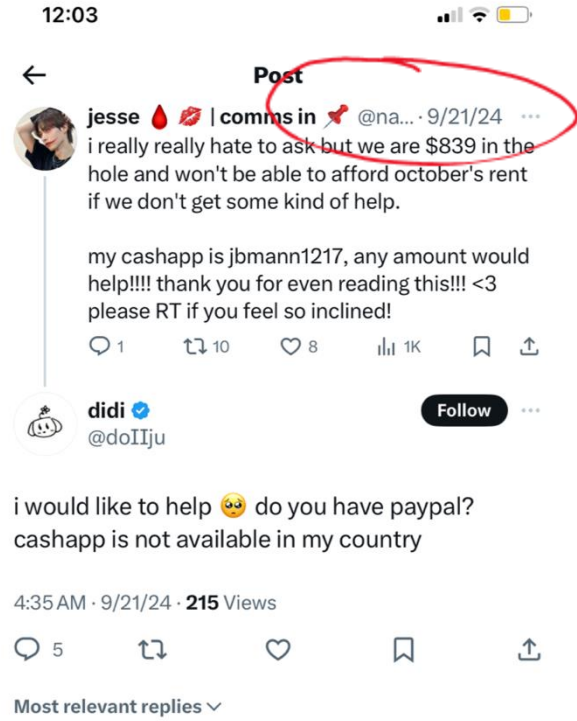 12:03
Post
jesse 🩸 💋 | comms in 📌 @na... · 9/21/24
i really really hate to ask but we are $839 in the
hole and won't be able to afford october's rent
if we don't get some kind of help.
my cashapp is jbmann1217, any amount would
help!!!! thank you for even reading this!!! <3
please RT if you feel so inclined!
1 10 8 1K
didi
@doIIju
Follow
i would like to help 🥺 do you have paypal?
cashapp is not available in my country
4:35 AM · 9/21/24 · 215 Views
5
Most relevant replies